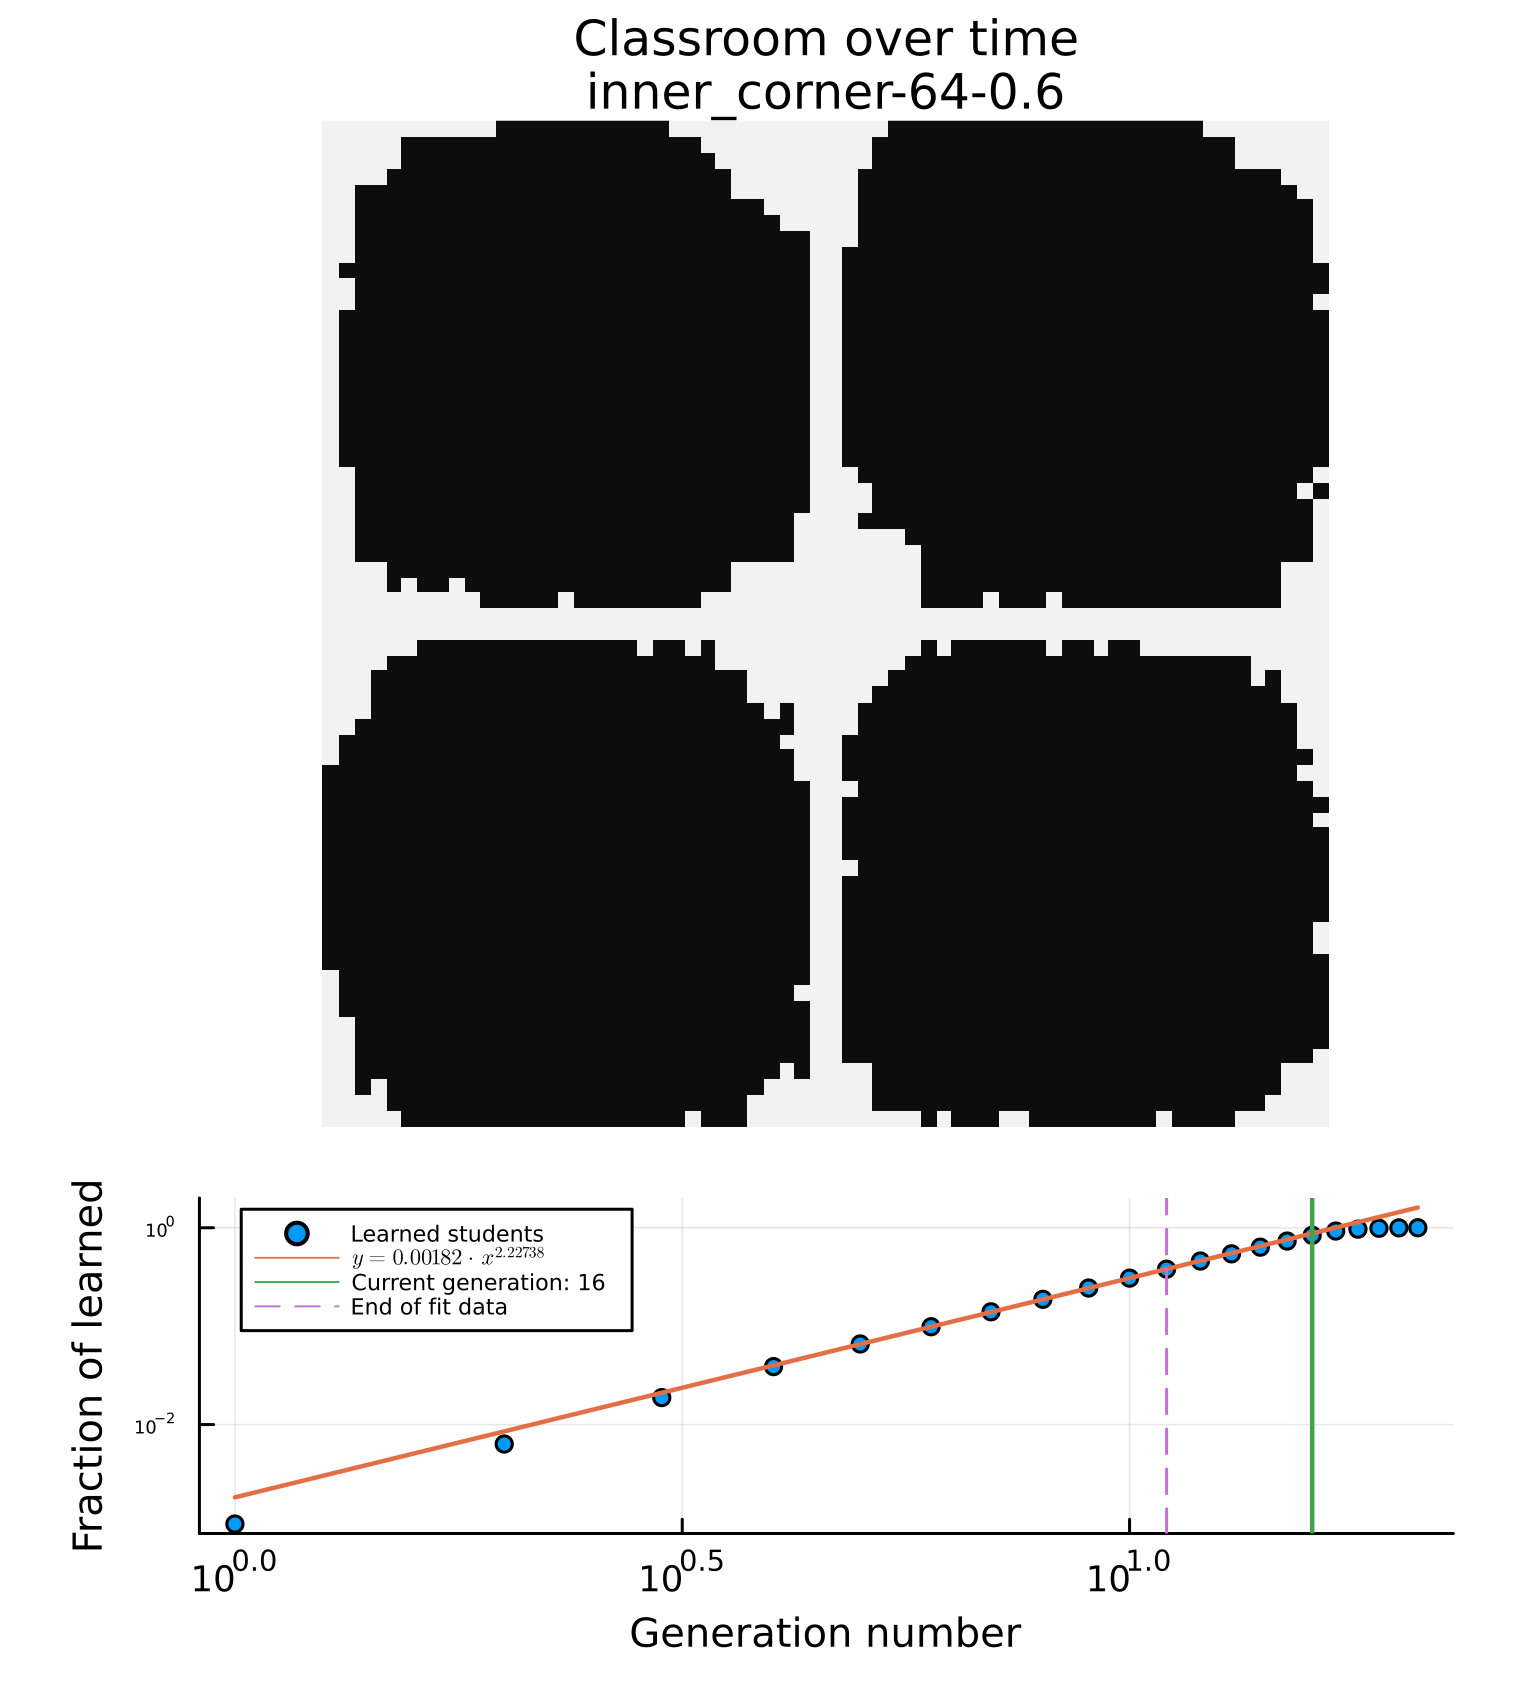 Classroom over time
inner_corner-64-0.6
Fraction of learned
10^0
10^−2
Learned students
y = 0.00182 · x^2.22738
Current generation: 16
End of fit data
10^0.0 10^0.5 10^1.0
Generation number